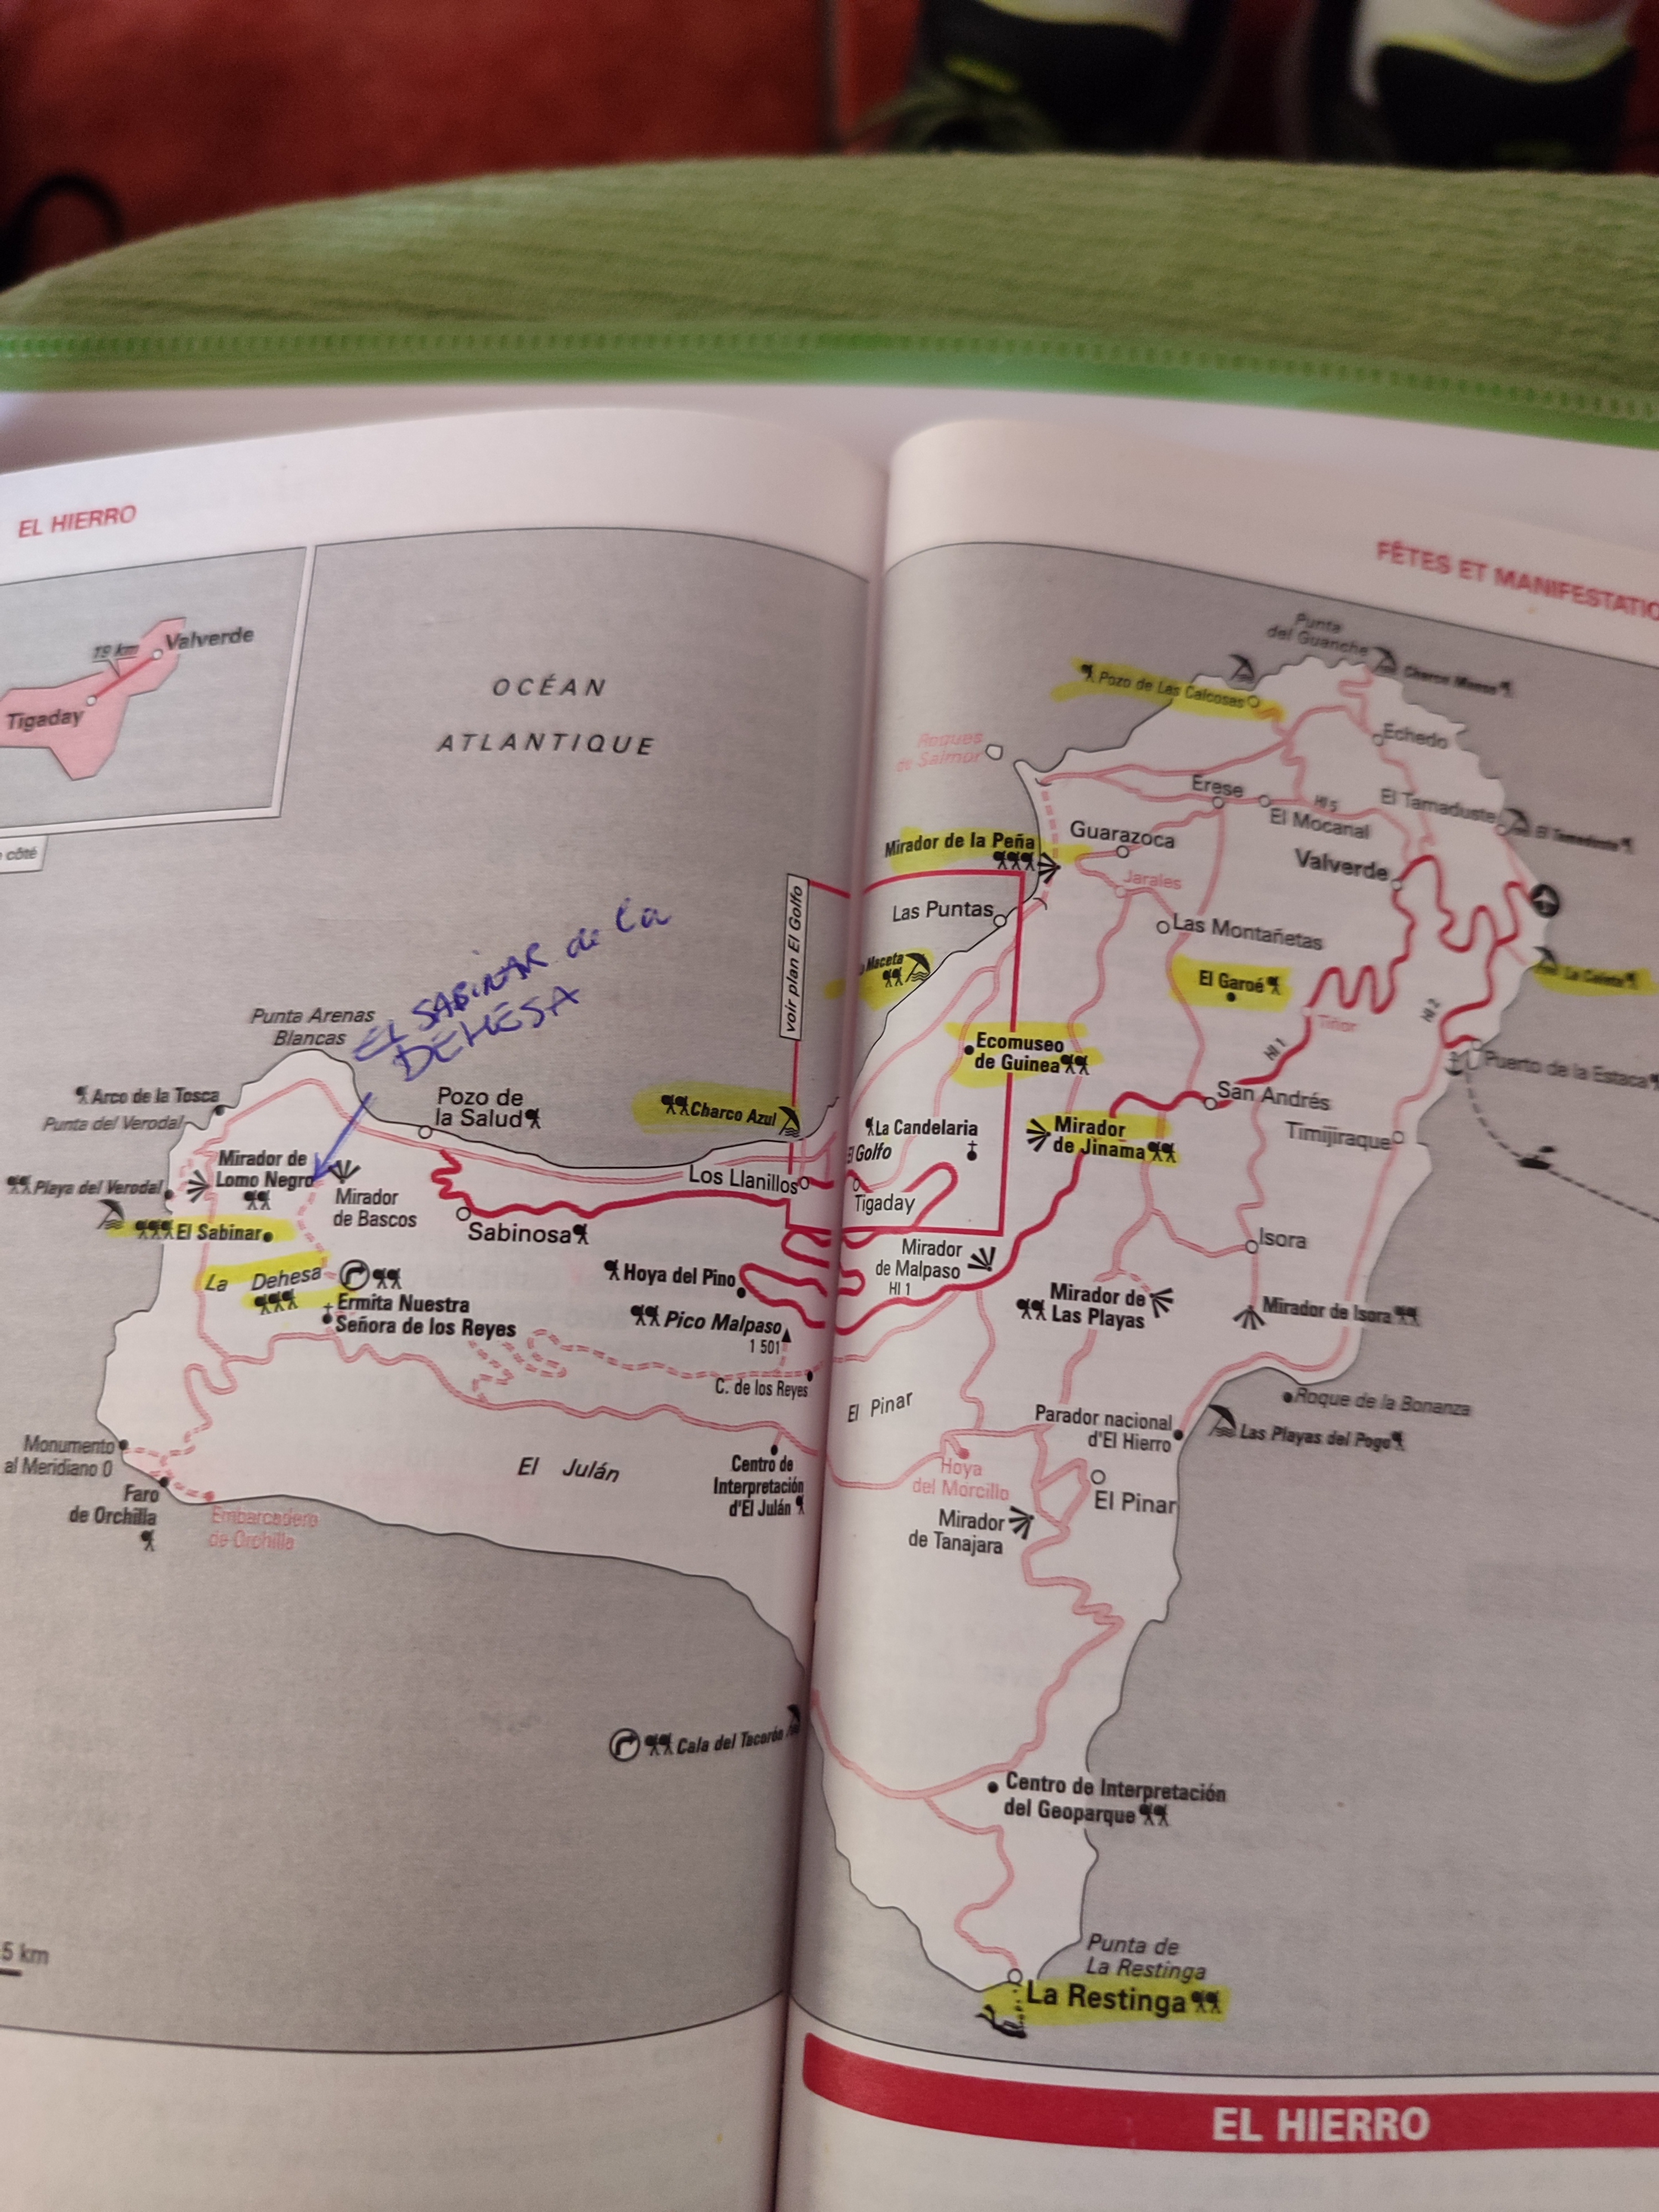 EL HIERRO
19 km
Valverde
Tigaday
côté
OCÉAN
ATLANTIQUE
EL SABINAR de la
DEHESA
voir plan El Golfo
Punta Arenas
Blancas
Arco de la Tosca
Punta del Verodal
Pozo de
la Salud
Charco Azul
Mirador de
Lomo Negro
Playa del Verodal
Mirador
de Bascos
Los Llanillos
El Sabinar
Sabinosa
La Dehesa
Hoya del Pino
Ermita Nuestra
Señora de los Reyes
Pico Malpaso
1 501
C. de los Reyes
Monumento
al Meridiano 0
Faro
de Orchilla
Embarcadero
de Orchilla
El Julán
Centro de
Interpretación
d'El Julán
Cala del Tacorón
5 km
FÊTES ET MANIFESTATIO
Punta
del Guanche
Charco Manso
Pozo de Las Calcosas
Roques
de Salmor
Echedo
Erese
HI 5
El Mocanal
El Tamaduste
El Tamaduste
Mirador de la Peña
Guarazoca
Valverde
Jarales
Las Puntas
Las Montañetas
Maceta
El Garoé
La Caleta
Tiñor
HI 2
Ecomuseo
de Guinea
HI 1
Puerto de la Estaca
San Andrés
La Candelaria
El Golfo
Mirador
de Jinama
Timijiraque
Tigaday
Isora
Mirador
de Malpaso
HI 1
Mirador de
Las Playas
Mirador de Isora
El Pinar
Roque de la Bonanza
Parador nacional
d'El Hierro
Las Playas del Pogo
Hoya
del Morcillo
El Pinar
Mirador
de Tanajara
Centro de Interpretación
del Geoparque
Punta de
La Restinga
La Restinga
EL HIERRO